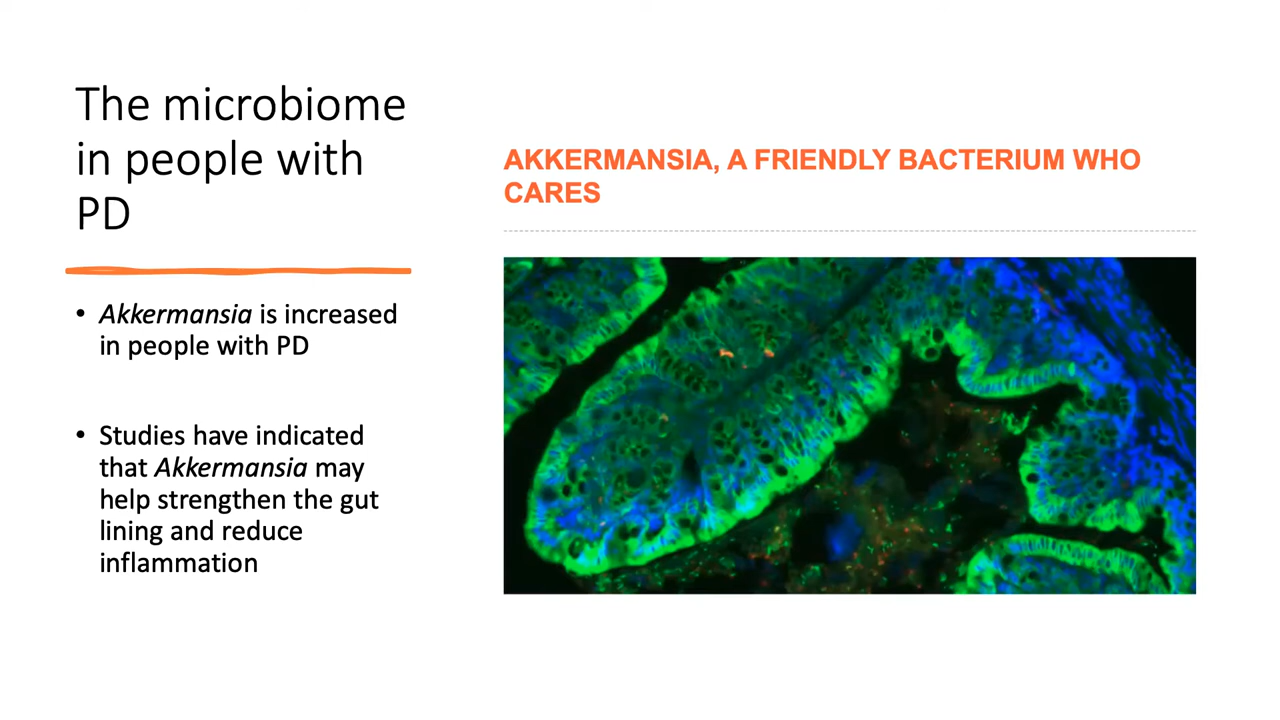 The microbiome
in people with
PD
• Akkermansia is increased
in people with PD
• Studies have indicated
that Akkermansia may
help strengthen the gut
lining and reduce
inflammation
AKKERMANSIA, A FRIENDLY BACTERIUM WHO
CARES